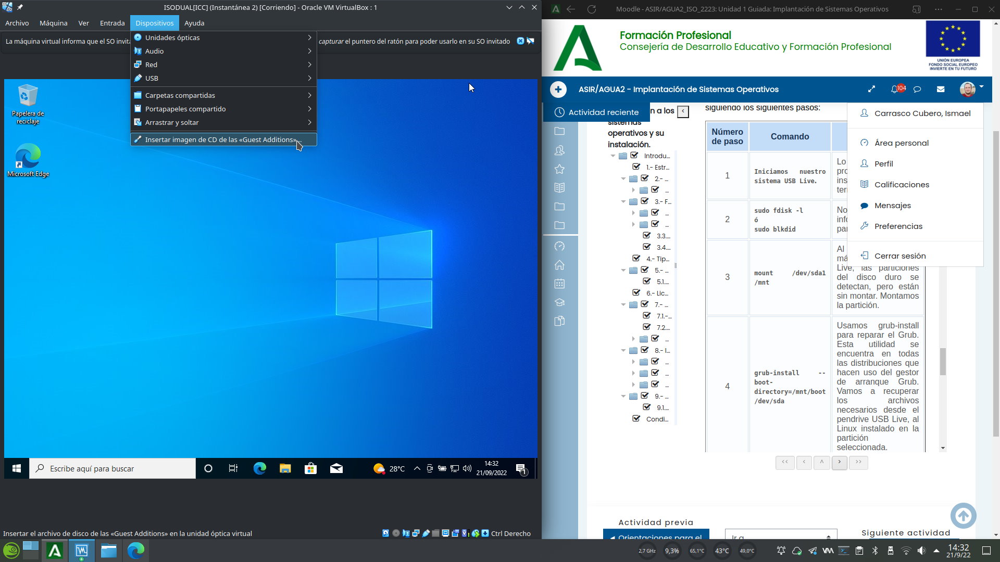 ISODUAL[ICC] (Instantánea 2) [Corriendo] - Oracle VM VirtualBox : 1
Archivo Máquina Ver Entrada Dispositivos Ayuda
La máquina virtual informa que el SO invita
capturar el puntero del ratón para poder usarlo en su SO invitado
Unidades ópticas
Audio
Red
USB
Carpetas compartidas
Portapapeles compartido
Arrastrar y soltar
Insertar imagen de CD de las «Guest Additions»...
Papelera de
reciclaje
Microsoft Edge
Escribe aquí para buscar
28°C
14:32
21/09/2022
1
Insertar el archivo de disco de las «Guest Additions» en la unidad óptica virtual
Ctrl Derecho
Moodle - ASIR/AGUA2_ISO_2223: Unidad 1 Guiada: Implantación de Sistemas Operativos
Formación Profesional
Consejería de Desarrollo Educativo y Formación Profesional
UNIÓN EUROPEA
FONDO SOCIAL EUROPEO
INVIERTE EN TU FUTURO
ASIR/AGUA2 - Implantación de Sistemas Operativos
104
Actividad reciente
n a los
sistemas
operativos y su
instalación.
Introdu...
1.- Estr...
2.- ...
...
3.- F...
...
...
3.3....
3.4....
4.- Tip...
5.- ...
5.1....
6.- Lic...
7.- ...
7.1.-...
7.2....
...
8.- I...
...
...
...
9.- ...
9.1....
Condi...
siguiendo los siguientes pasos:
Número
de paso
Comando
1
Iniciamos nuestro
sistema USB Live.
Lo
pro
ins
teri
2
sudo fdisk -l
ó
sudo blkdid
No
info
par
3
mount /dev/sda1
/mnt
Al
má
Live, las particiones
del disco duro se
detectan, pero están
sin montar. Montamos
la partición.
4
grub-install --
boot-
directory=/mnt/boot
/dev/sda
Usamos grub-install
para reparar el Grub.
Esta utilidad se
encuentra en todas
las distribuciones que
hacen uso del gestor
de arranque Grub.
Vamos a recuperar
los archivos
necesarios desde el
pendrive USB Live, al
Linux instalado en la
partición
seleccionada.
Carrasco Cubero, Ismael
Área personal
Perfil
Calificaciones
Mensajes
Preferencias
Cerrar sesión
Actividad previa
◄ Orientaciones para el
Ir a
Siguiente actividad
2,7 GHz
9,3%
65,1°C
43°C
49,0°C
14:32
21/9/22